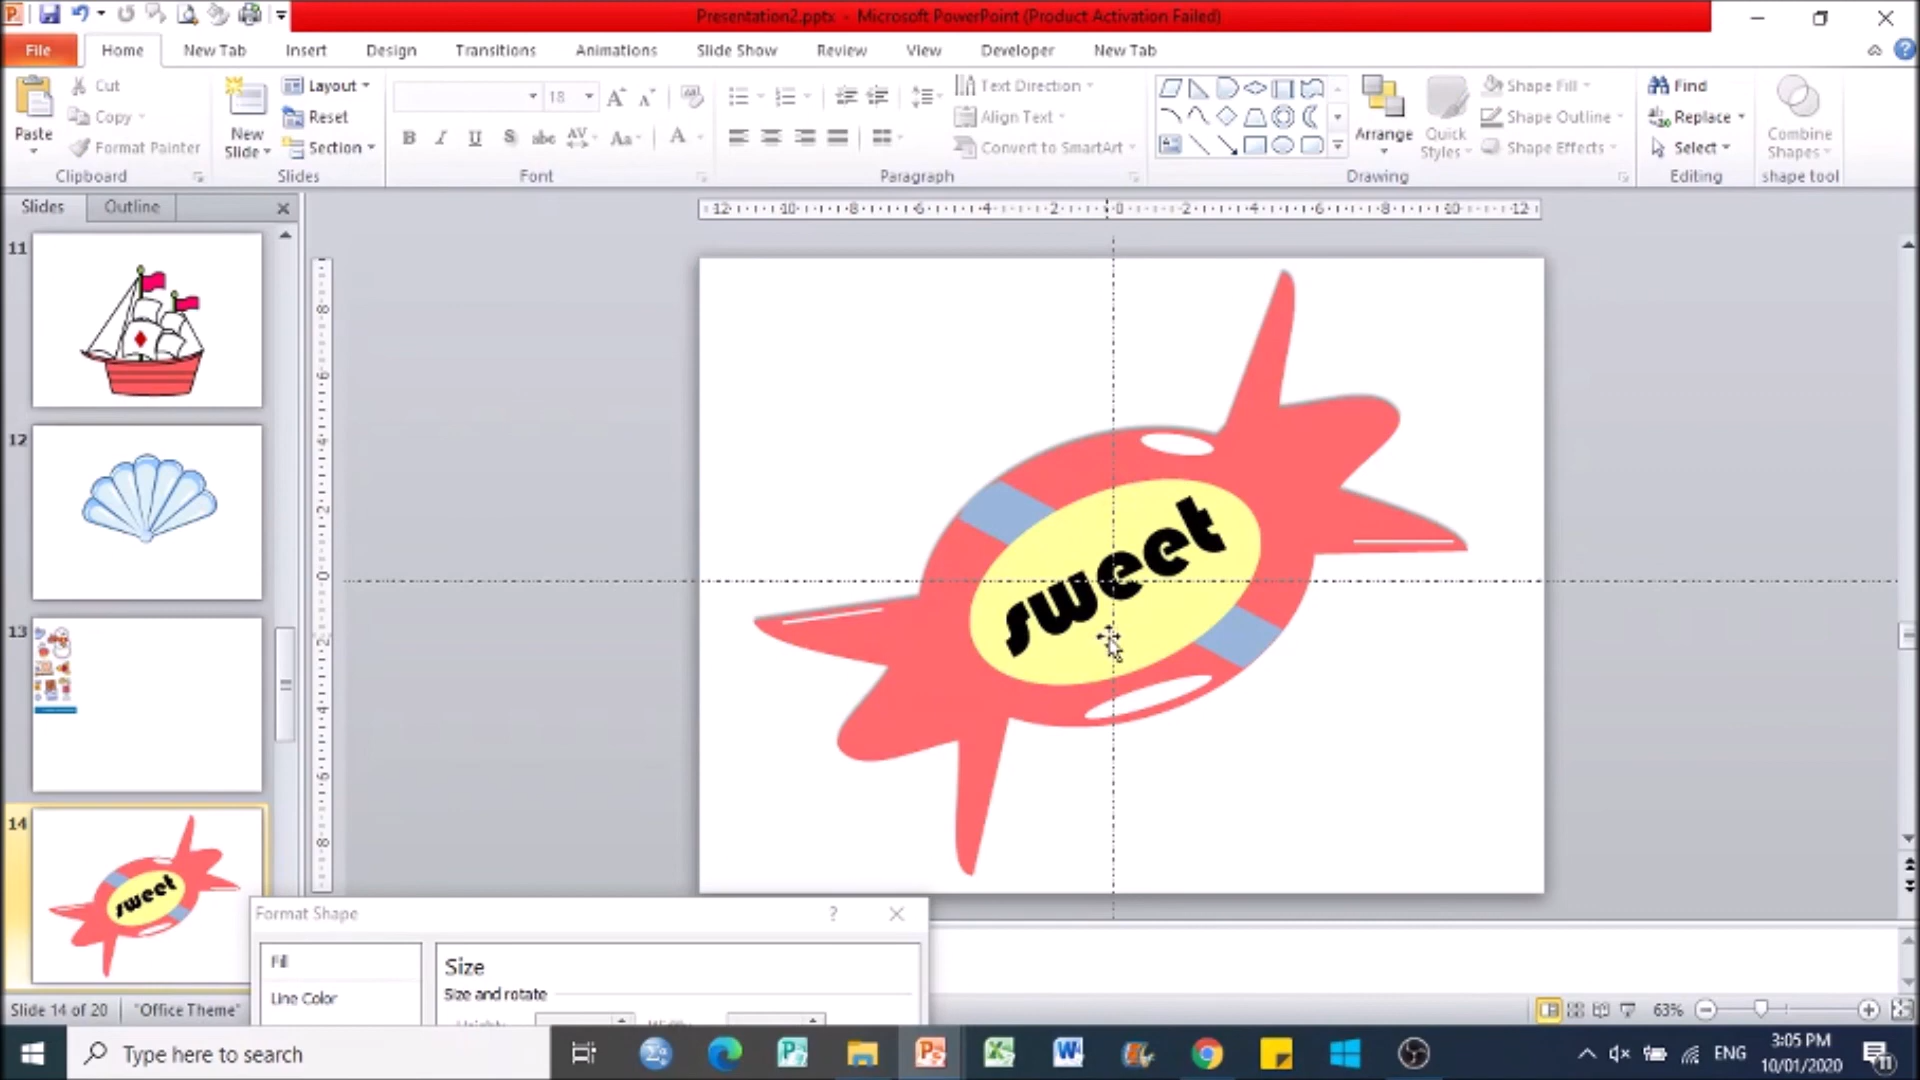 Presentation2.pptx - Microsoft PowerPoint (Product Activation Failed)
File Home New Tab Insert Design Transitions Animations Slide Show Review View Developer New Tab
Paste
Cut
Copy
Format Painter
Clipboard
New Slide
Layout
Reset
Section
Slides
18
Font
Text Direction
Align Text
Convert to SmartArt
Paragraph
Arrange
Quick Styles
Shape Fill
Shape Outline
Shape Effects
Drawing
Find
Replace
Select
Editing
Combine Shapes
shape tool
Slides Outline
11
12
13
14
sweet
sweet
Format Shape
Fill
Line Color
Size
Size and rotate
Slide 14 of 20 "Office Theme" 63%
Type here to search
ENG
3:05 PM
10/01/2020